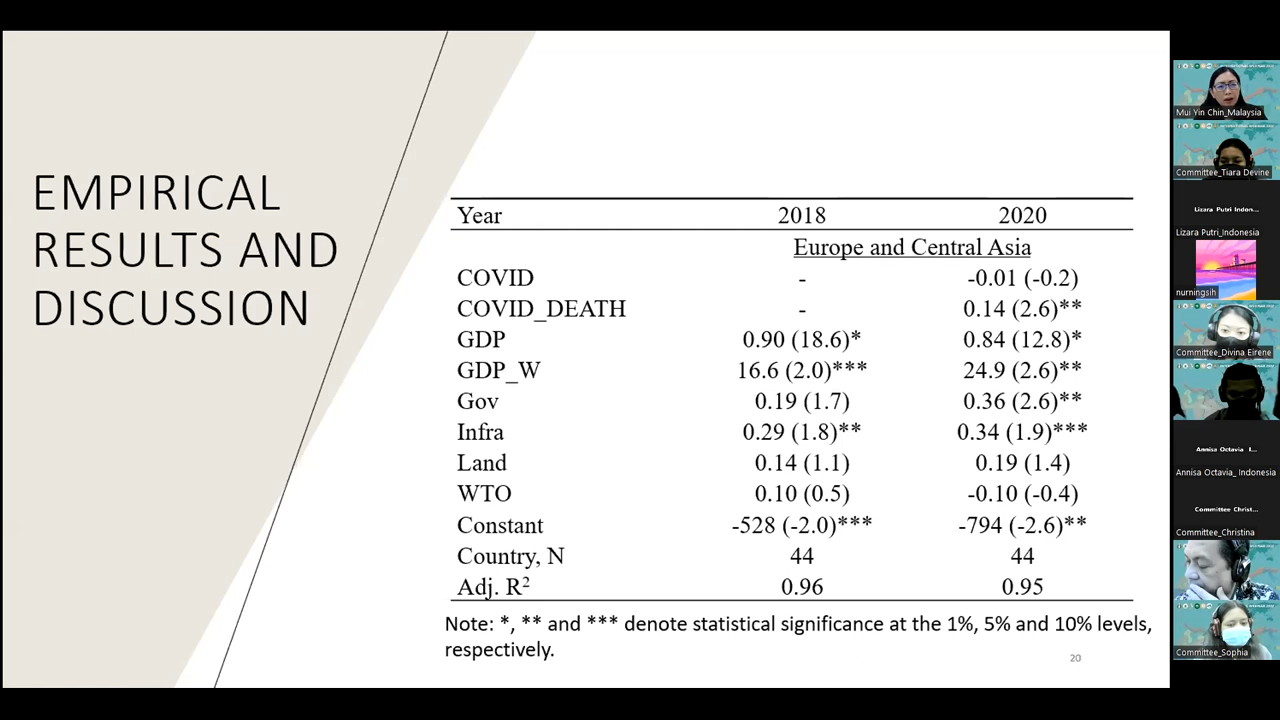 EMPIRICAL
RESULTS AND
DISCUSSION
Year 2018 2020
Europe and Central Asia
COVID - -0.01 (-0.2)
COVID_DEATH - 0.14 (2.6)**
GDP 0.90 (18.6)* 0.84 (12.8)*
GDP_W 16.6 (2.0)*** 24.9 (2.6)**
Gov 0.19 (1.7) 0.36 (2.6)**
Infra 0.29 (1.8)** 0.34 (1.9)***
Land 0.14 (1.1) 0.19 (1.4)
WTO 0.10 (0.5) -0.10 (-0.4)
Constant -528 (-2.0)*** -794 (-2.6)**
Country, N 44 44
Adj. R² 0.96 0.95
Note: *, ** and *** denote statistical significance at the 1%, 5% and 10% levels,
respectively.
20
Mui Yin Chin_Malaysia
Committee_Tiara Devine
Lizara Putri Indon...
Lizara Putri_Indonesia
nurningsih
Committee_Divina Eirene
Annisa Octavia I...
Annisa Octavia_ Indonesia
Committee Christ...
Committee_Christina
Committee_Sophia